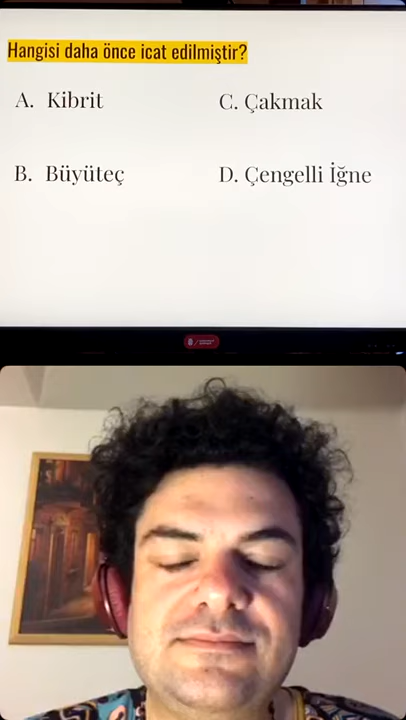 Hangisi daha önce icat edilmiştir?
A. Kibrit
C. Çakmak
B. Büyüteç
D. Çengelli İğne